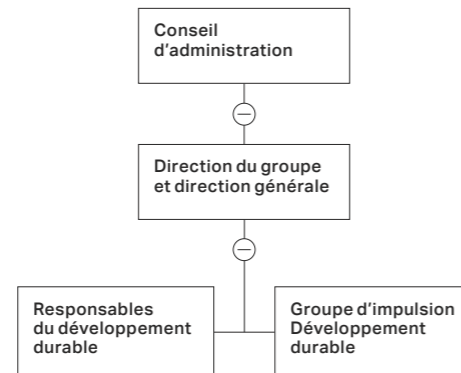 Conseil
d'administration
Direction du groupe
et direction générale
Responsables
du développement
durable
Groupe d'impulsion
Développement
durable